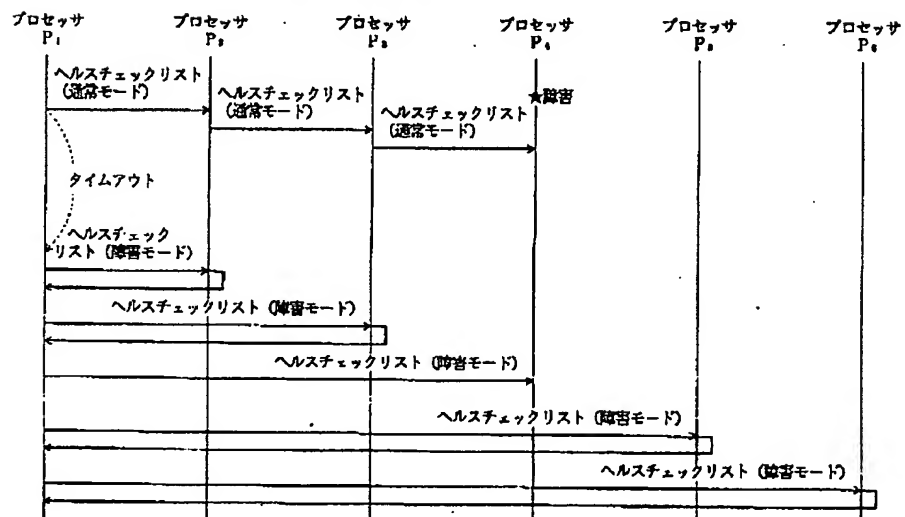 プロセッサ プロセッサ プロセッサ プロセッサ プロセッサ プロセッサ
P₁ P₂ P₃ P₄ P₅ P₆
ヘルスチェックリスト
(通常モード)
ヘルスチェックリスト
(通常モード)
ヘルスチェックリスト
(通常モード)
★障害
タイムアウト
ヘルスチェック
リスト (障害モード)
ヘルスチェックリスト (障害モード)
ヘルスチェックリスト (障害モード)
ヘルスチェックリスト (障害モード)
ヘルスチェックリスト (障害モード)